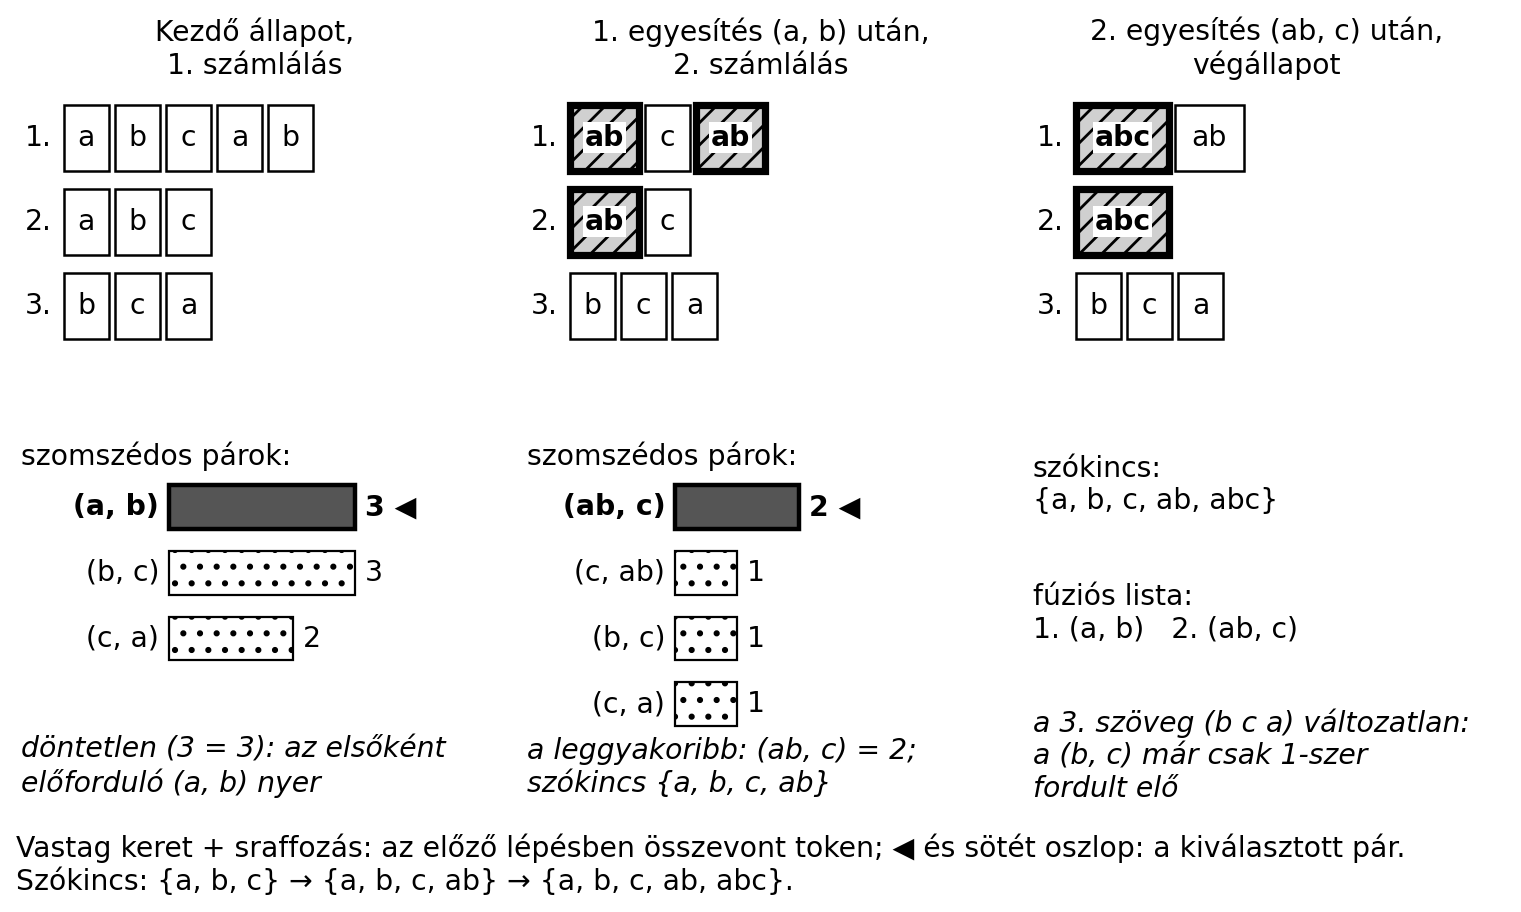 Kezdő állapot,
1. számlálás
1. a b c a b
2. a b c
3. b c a
szomszédos párok:
(a, b) 3 ◀
(b, c) 3
(c, a) 2
döntetlen (3 = 3): az elsőként
előforduló (a, b) nyer
1. egyesítés (a, b) után,
2. számlálás
1. ab c ab
2. ab c
3. b c a
szomszédos párok:
(ab, c) 2 ◀
(c, ab) 1
(b, c) 1
(c, a) 1
a leggyakoribb: (ab, c) = 2;
szókincs {a, b, c, ab}
2. egyesítés (ab, c) után,
végállapot
1. abc ab
2. abc
3. b c a
szókincs:
{a, b, c, ab, abc}
fúziós lista:
1. (a, b) 2. (ab, c)
a 3. szöveg (b c a) változatlan:
a (b, c) már csak 1-szer
fordult elő
Vastag keret + sraffozás: az előző lépésben összevont token; ◀ és sötét oszlop: a kiválasztott pár.
Szókincs: {a, b, c} → {a, b, c, ab} → {a, b, c, ab, abc}.